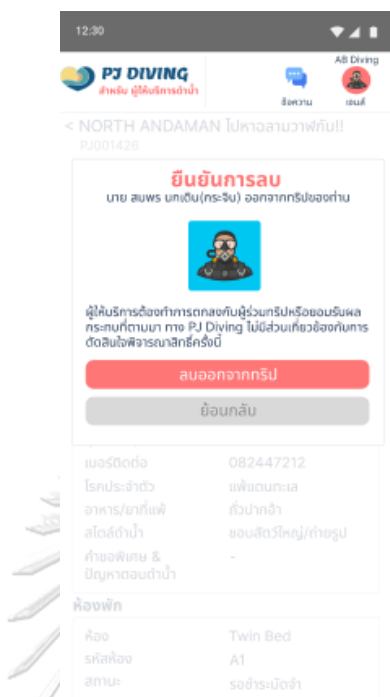 12:30
PJ DIVING
สำหรับ ผู้ให้บริการดำน้ำ
ข้อความ
AB Diving
เฮนส์
< NORTH ANDAMAN ไปหาฉลามวาฬกัน!!
PJ001426
ยืนยันการลบ
นาย สมพร บกเดิน(กระจิบ) ออกจากทริปของท่าน
ผู้ให้บริการต้องทำการตกลงกับผู้ร่วมทริปหรือยอมรับผล
กระทบที่ตามมา ทาง PJ Diving ไม่มีส่วนเกี่ยวข้องกับการ
ตัดสินใจพิจารณาสิทธิ์ครั้งนี้
ลบออกจากทริป
ย้อนกลับ
เบอร์ติดต่อ 082447212
โรคประจำตัว แพ้แตนทะเล
อาหาร/ยาที่แพ้ ถั่วปากอ้า
สไตล์ดำน้ำ ชอบสัตว์ใหญ่/ถ่ายรูป
คำขอพิเศษ & -
ปัญหาตอนดำน้ำ
ห้องพัก
ห้อง Twin Bed
รหัสห้อง A1
สถานะ รอชำระมัดจำ